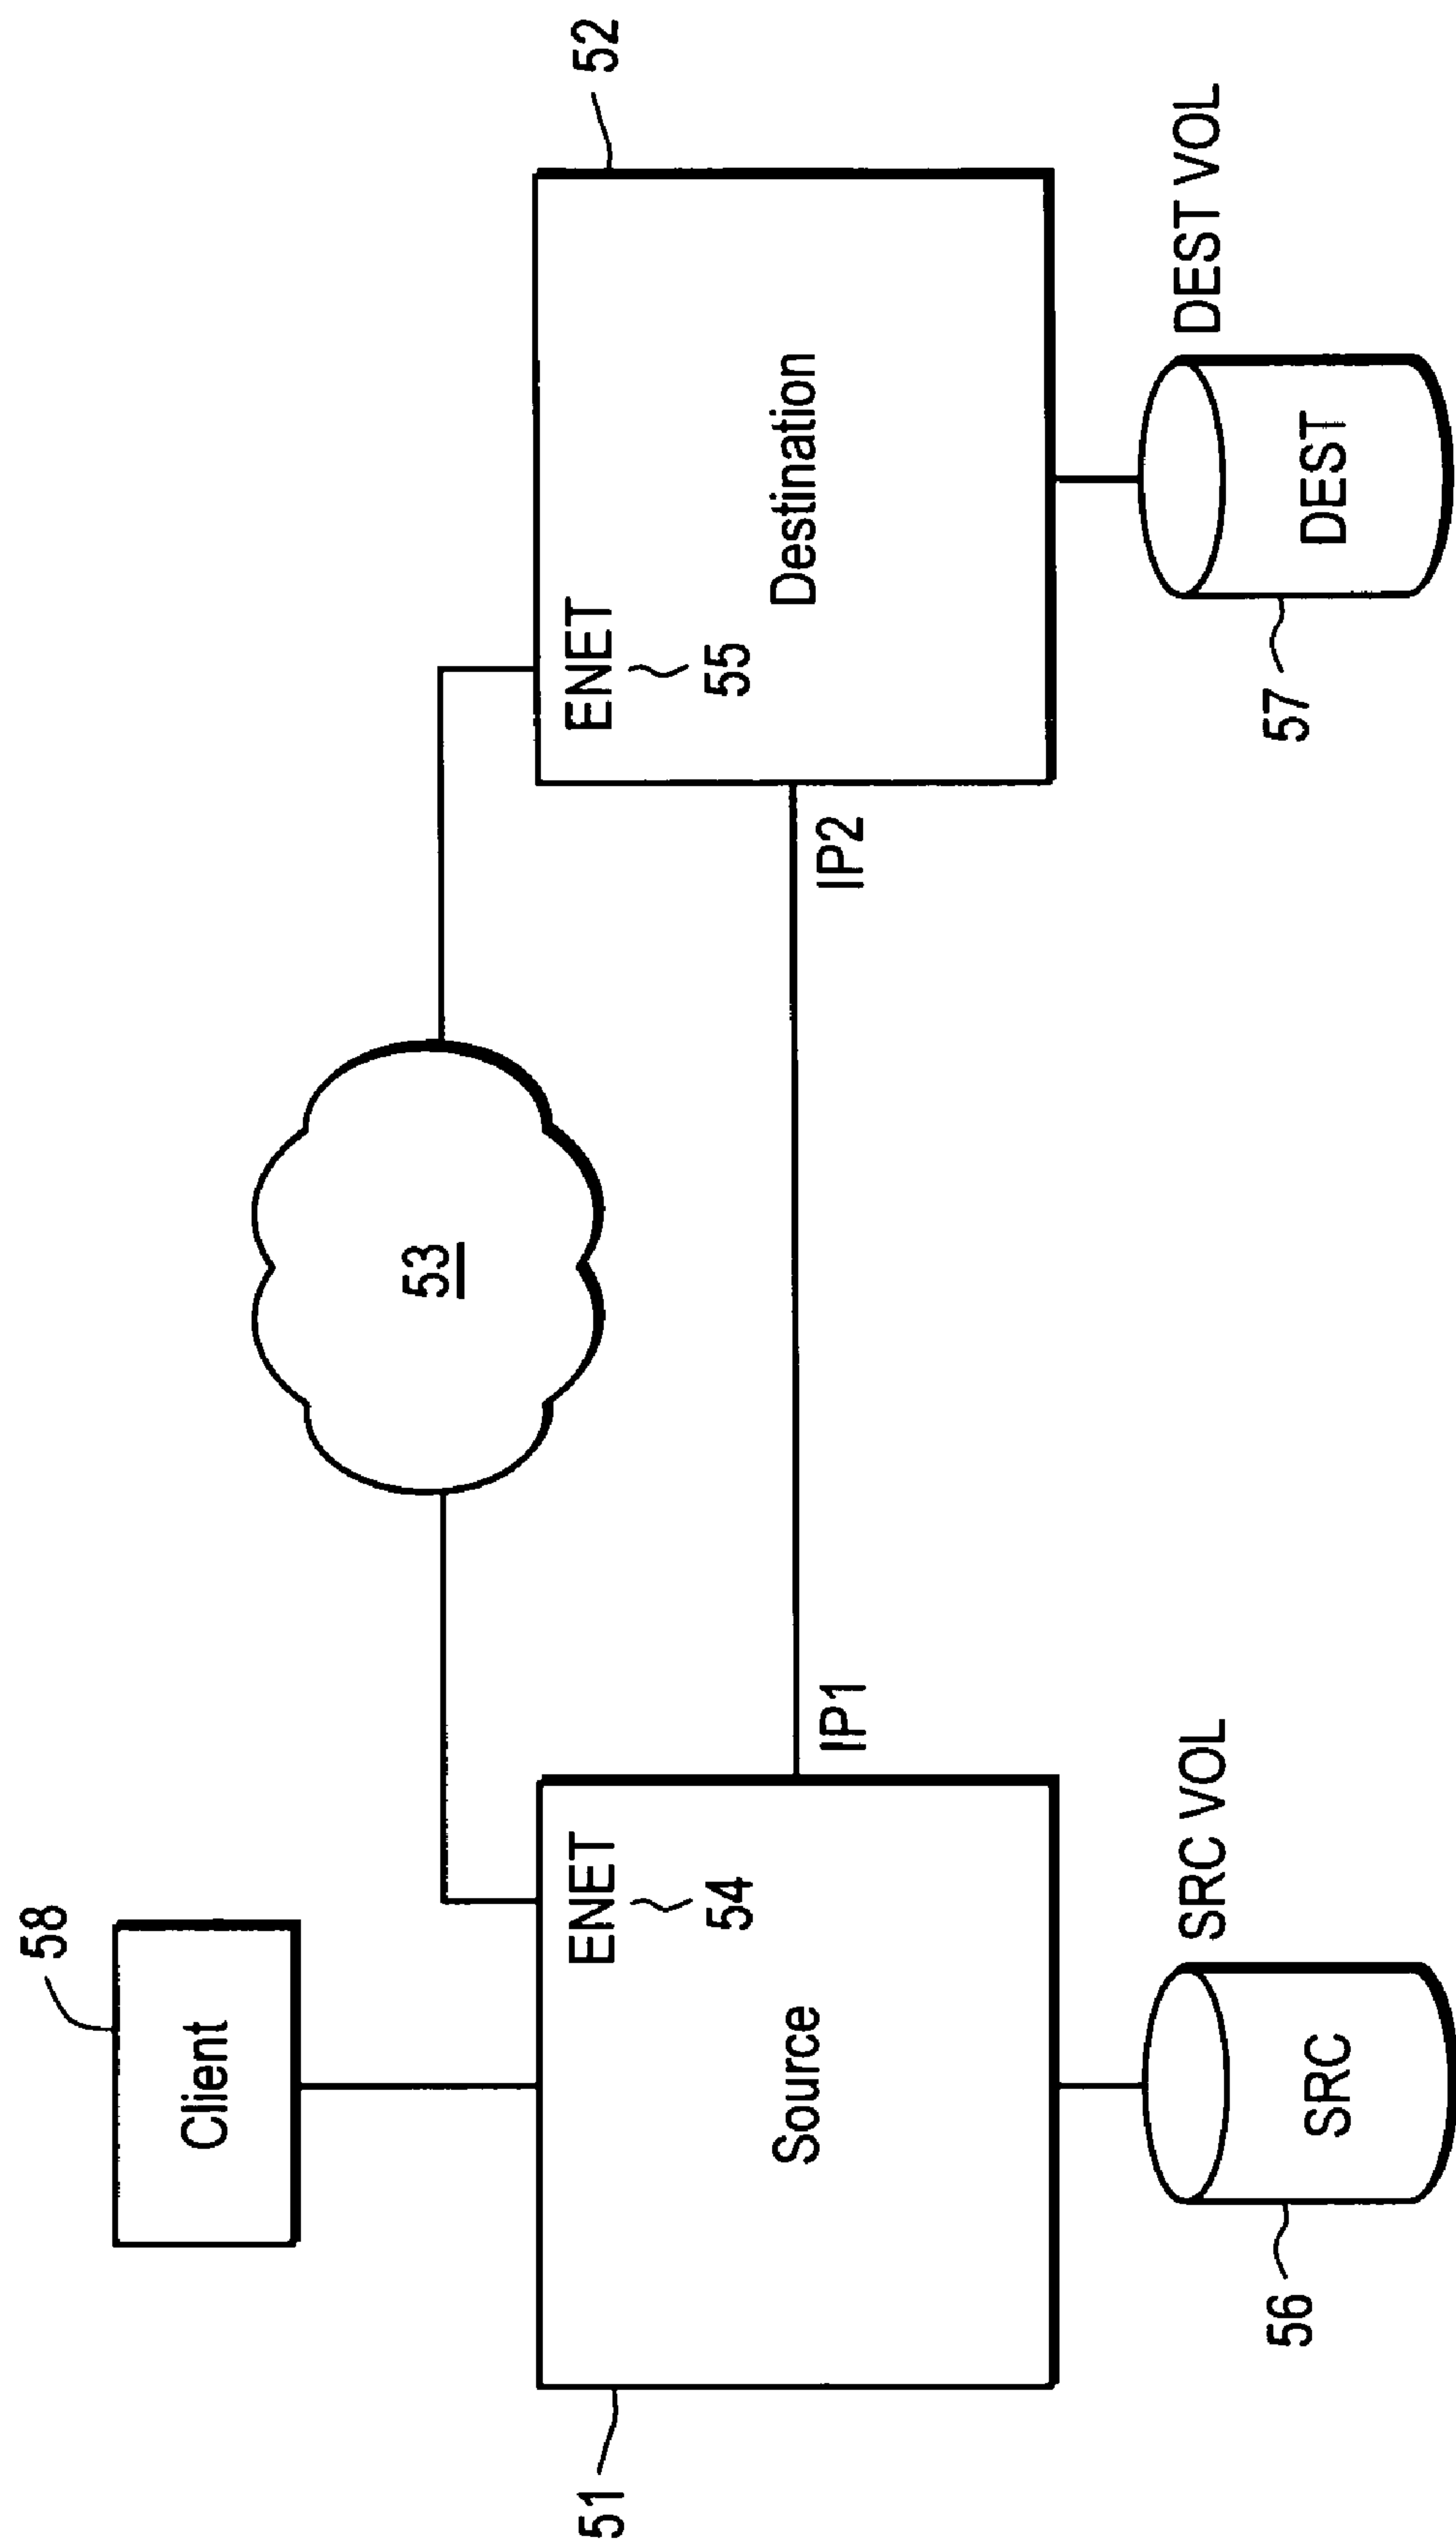 58
Client
53
52
ENET
54
ENET
55
Source
Destination
51
IP1
IP2
SRC VOL
DEST VOL
SRC
DEST
56
57